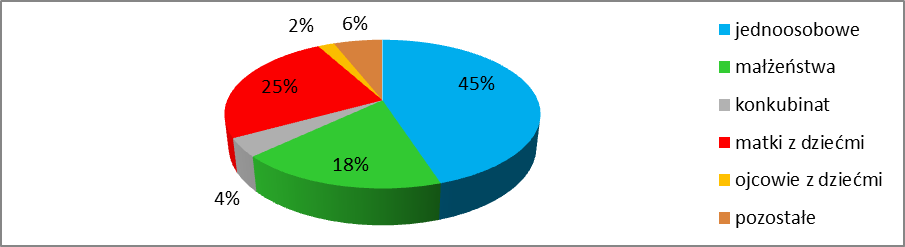 2%
6%
45%
25%
18%
4%
jednoosobowe
małżeństwa
konkubinat
matki z dziećmi
ojcowie z dziećmi
pozostałe